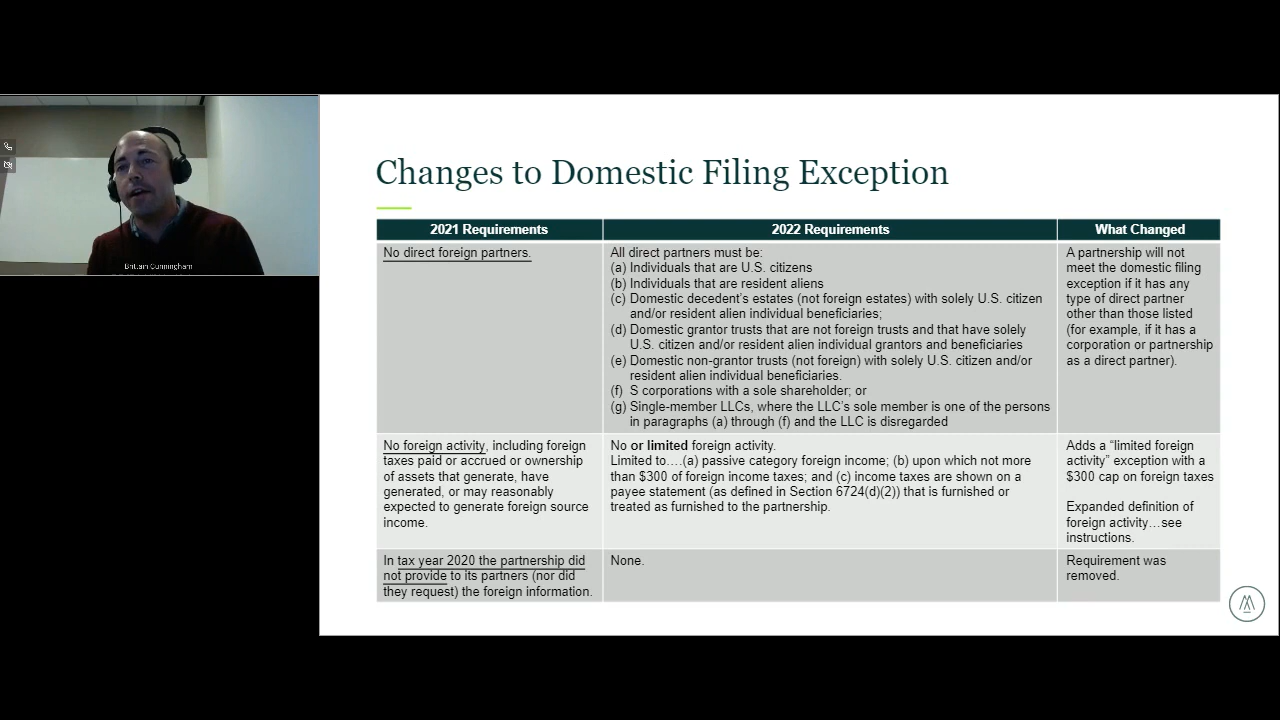 Changes to Domestic Filing Exception
2021 Requirements
2022 Requirements
What Changed
No direct foreign partners.
All direct partners must be:
(a) Individuals that are U.S. citizens
(b) Individuals that are resident aliens
(c) Domestic decedent's estates (not foreign estates) with solely U.S. citizen
and/or resident alien individual beneficiaries;
(d) Domestic grantor trusts that are not foreign trusts and that have solely
U.S. citizen and/or resident alien individual grantors and beneficiaries
(e) Domestic non-grantor trusts (not foreign) with solely U.S. citizen and/or
resident alien individual beneficiaries.
(f) S corporations with a sole shareholder; or
(g) Single-member LLCs, where the LLC's sole member is one of the persons
in paragraphs (a) through (f) and the LLC is disregarded
A partnership will not
meet the domestic filing
exception if it has any
type of direct partner
other than those listed
(for example, if it has a
corporation or partnership
as a direct partner).
No foreign activity, including foreign
taxes paid or accrued or ownership
of assets that generate, have
generated, or may reasonably
expected to generate foreign source
income.
No or limited foreign activity.
Limited to….(a) passive category foreign income; (b) upon which not more
than $300 of foreign income taxes; and (c) income taxes are shown on a
payee statement (as defined in Section 6724(d)(2)) that is furnished or
treated as furnished to the partnership.
Adds a “limited foreign
activity” exception with a
$300 cap on foreign taxes
Expanded definition of
foreign activity…see
instructions.
In tax year 2020 the partnership did
not provide to its partners (nor did
they request) the foreign information.
None.
Requirement was
removed.
Brittain Cunningham